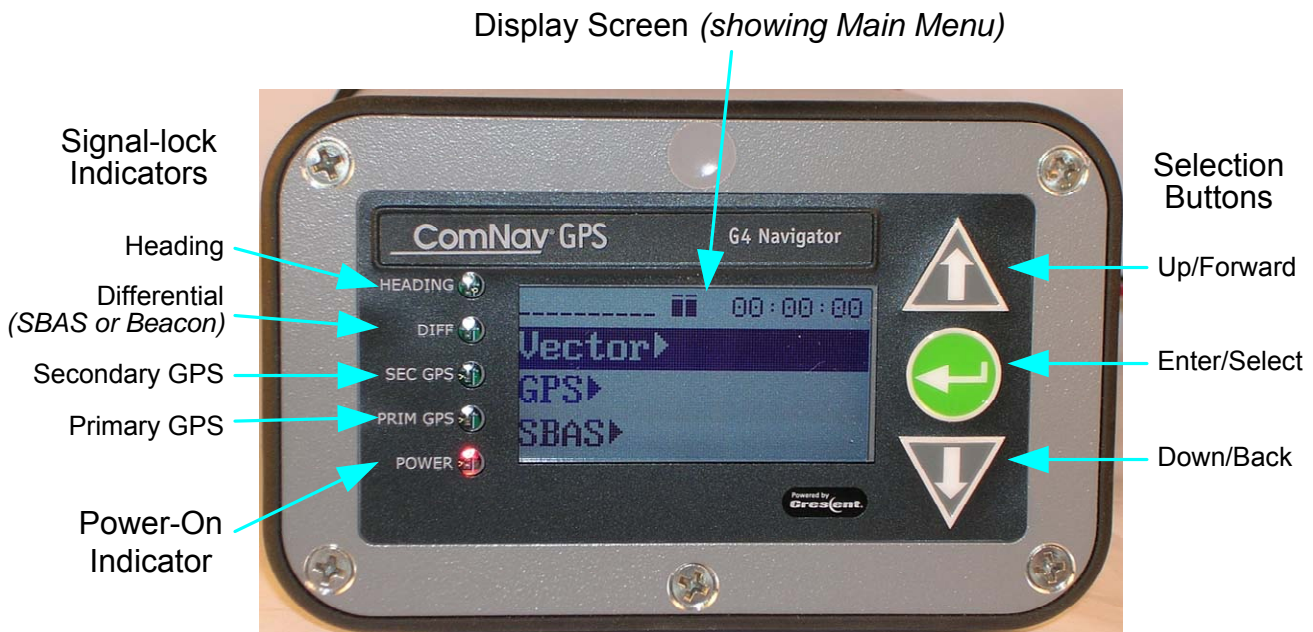 Display Screen (showing Main Menu)
Signal-lock
Indicators
Heading
Differential
(SBAS or Beacon)
Secondary GPS
Primary GPS
Power-On
Indicator
ComNav GPS
G4 Navigator
HEADING
DIFF
SEC GPS
PRIM GPS
POWER
__________ 00:00:00
Vector▶
GPS▶
SBAS▶
Powered by
Crescent.
Selection
Buttons
Up/Forward
Enter/Select
Down/Back